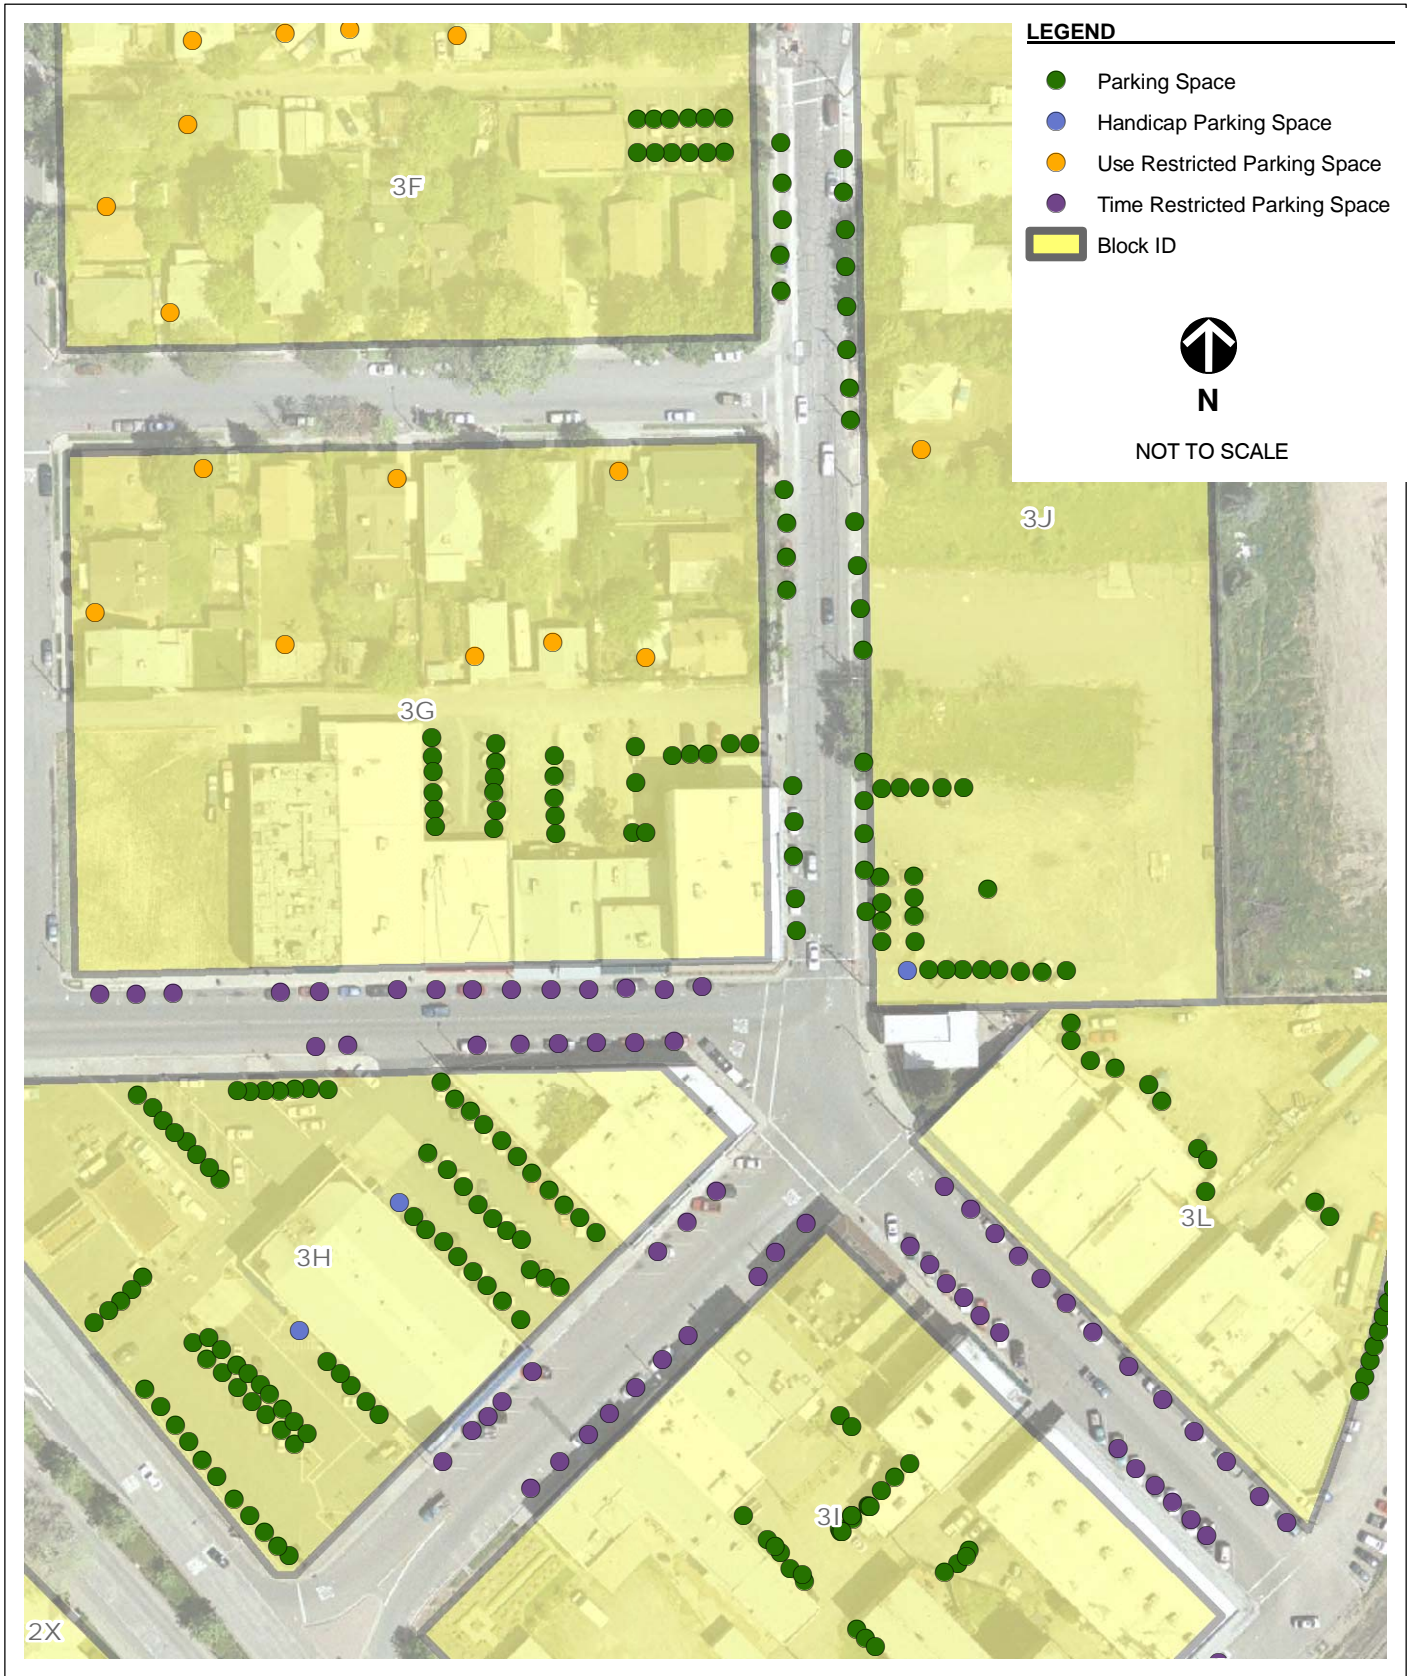 LEGEND
Parking Space
Handicap Parking Space
Use Restricted Parking Space
Time Restricted Parking Space
Block ID
N
NOT TO SCALE
3F
3J
3G
3L
3H
3I
2X